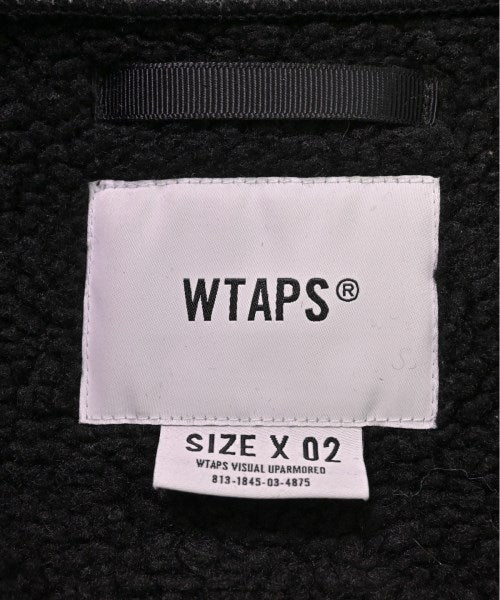 WTAPS®
SIZE X 02
WTAPS VISUAL UPARMORED
813-1845-03-4875